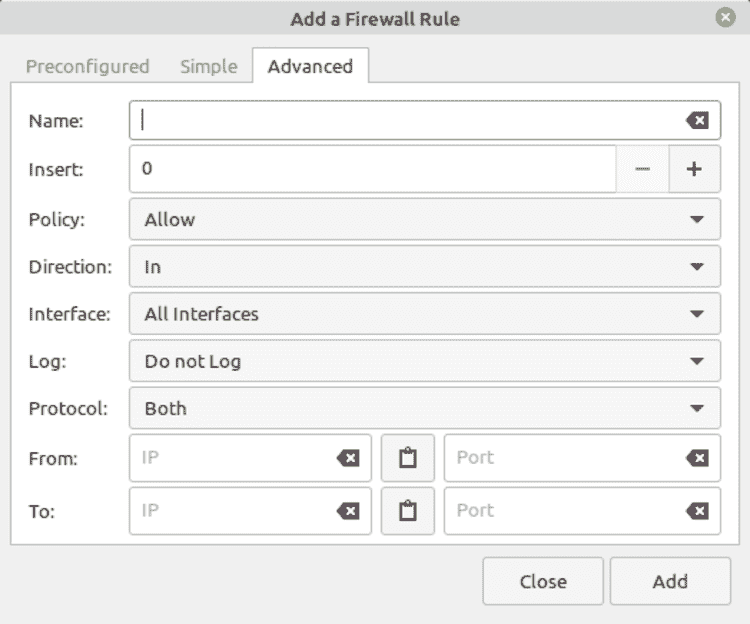 Add a Firewall Rule
Preconfigured Simple Advanced
Name:
Insert: 0
Policy: Allow
Direction: In
Interface: All Interfaces
Log: Do not Log
Protocol: Both
From: IP Port
To: IP Port
Close Add